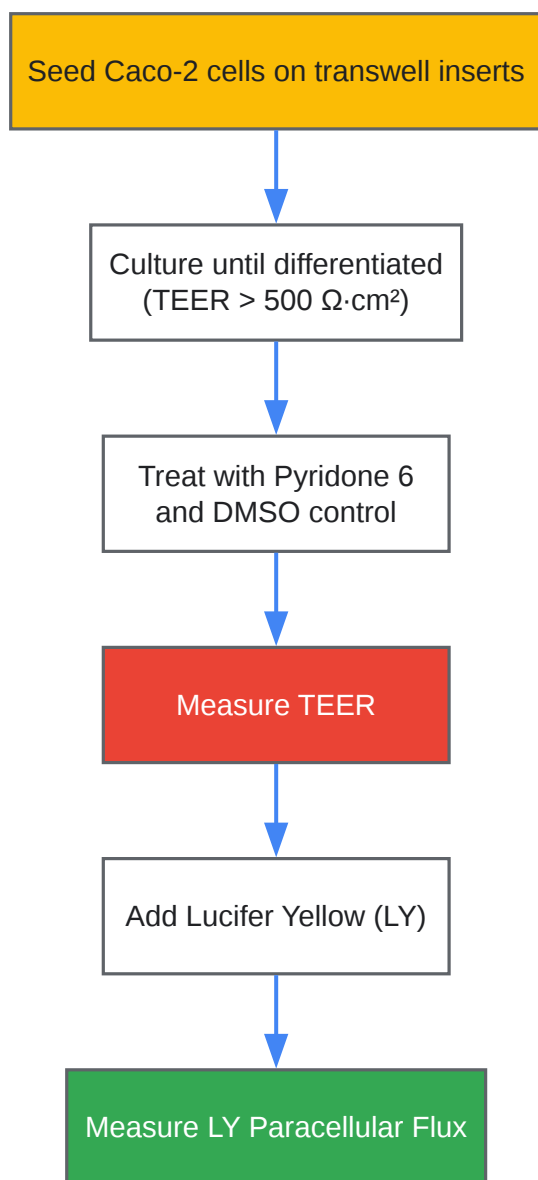 Seed Caco-2 cells on transwell inserts
Culture until differentiated
(TEER > 500 Ω·cm²)
Treat with Pyridone 6
and DMSO control
Measure TEER
Add Lucifer Yellow (LY)
Measure LY Paracellular Flux